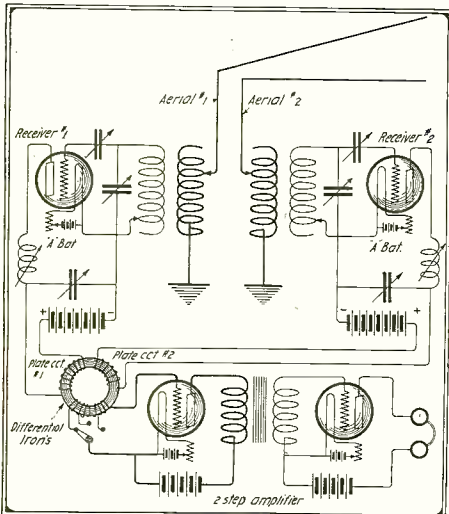 Aerial #1
Aerial #2
Receiver #1
Receiver #2
"A" Bat
"A" Bat.
+ -
- +
Plate cct #1
Plate cct #2
Differential
Iron's
2 step amplifier